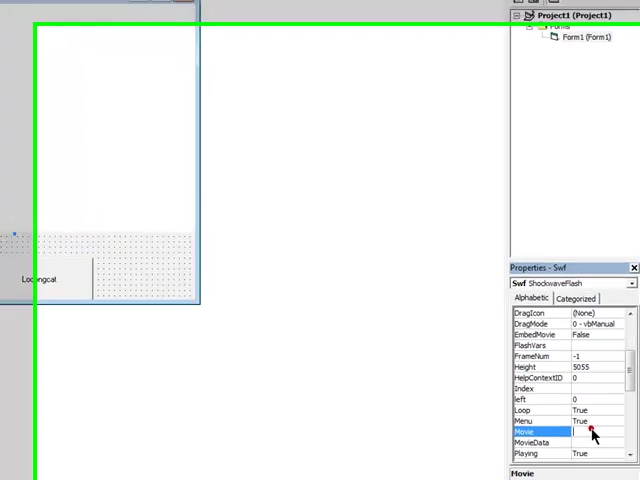 Project1 (Project1)
Forms
Form1 (Form1)
Properties - Swf
Swf ShockwaveFlash
Alphabetic Categorized
DragIcon (None)
DragMode 0 - vbManual
EmbedMovie False
FlashVars
FrameNum -1
Height 5055
HelpContextID 0
Index
left 0
Loop True
Menu True
Movie
MovieData
Playing True
Movie